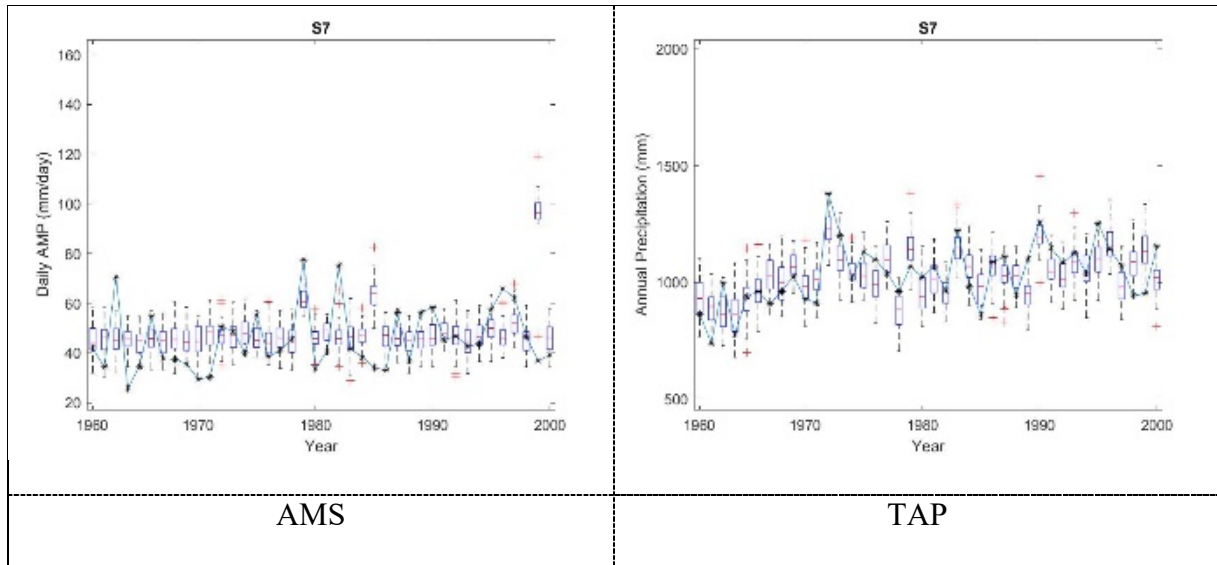 S7
160
140
120
100
80
60
40
20
Daily AMP (mm/day)
1960 1970 1980 1990 2000
Year
AMS
S7
2000
1500
1000
500
Annual Precipitation (mm)
1960 1970 1980 1990 2000
Year
TAP